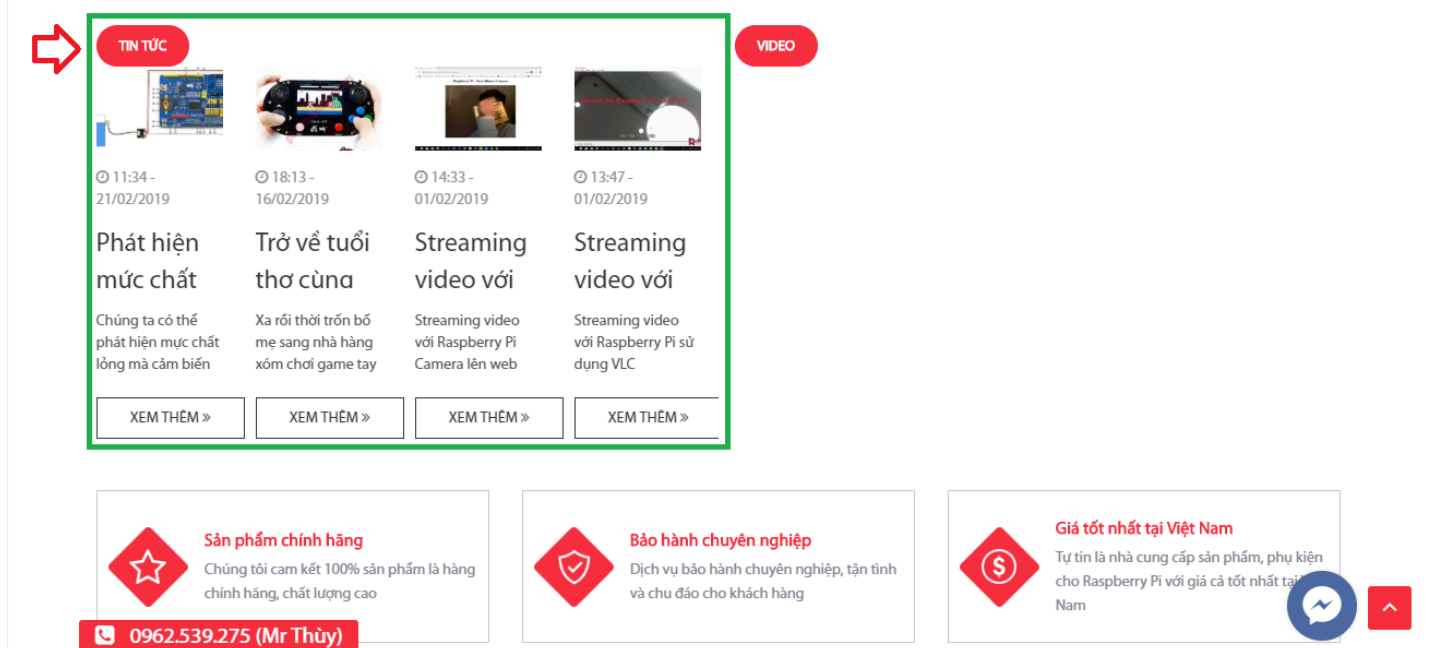 TIN TỨC
VIDEO
11:34 -
21/02/2019
Phát hiện
mức chất
Chúng ta có thể
phát hiện mực chất
lỏng mà cảm biến
XEM THÊM »
18:13 -
16/02/2019
Trở về tuổi
thơ cùng
Xa rồi thời trốn bố
mẹ sang nhà hàng
xóm chơi game tay
XEM THÊM »
14:33 -
01/02/2019
Streaming
video với
Streaming video
với Raspberry Pi
Camera lên web
XEM THÊM »
13:47 -
01/02/2019
Streaming
video với
Streaming video
với Raspberry Pi sử
dụng VLC
XEM THÊM »
Sản phẩm chính hãng
Chúng tôi cam kết 100% sản phẩm là hàng
chính hãng, chất lượng cao
Bảo hành chuyên nghiệp
Dịch vụ bảo hành chuyên nghiệp, tận tình
và chu đáo cho khách hàng
Giá tốt nhất tại Việt Nam
Tự tin là nhà cung cấp sản phẩm, phụ kiện
cho Raspberry Pi với giá cả tốt nhất tại
Nam
0962.539.275 (Mr Thùy)